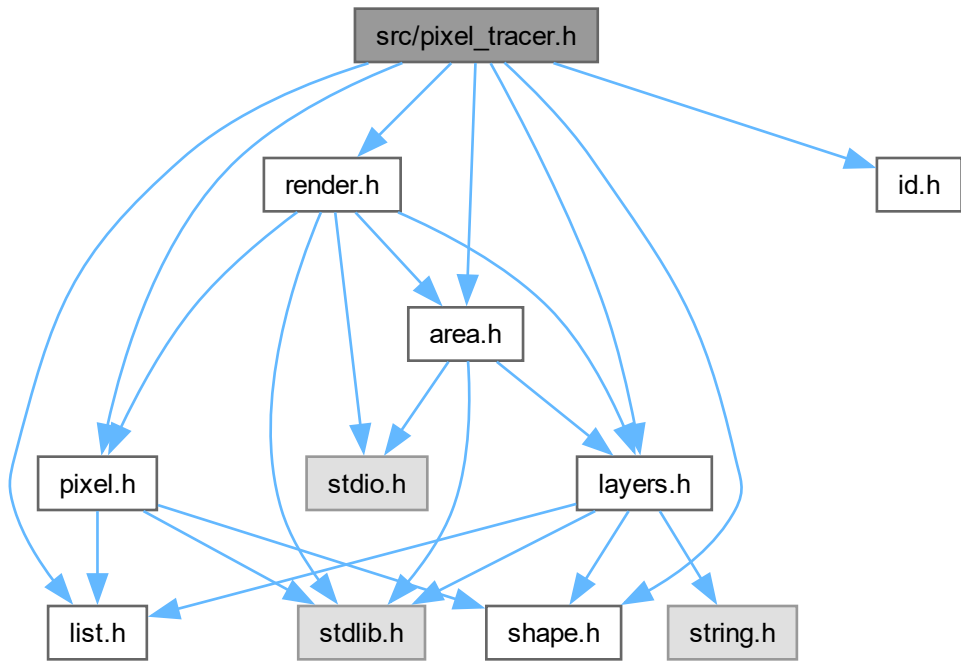 src/pixel_tracer.h
render.h
id.h
area.h
pixel.h
stdio.h
layers.h
list.h
stdlib.h
shape.h
string.h